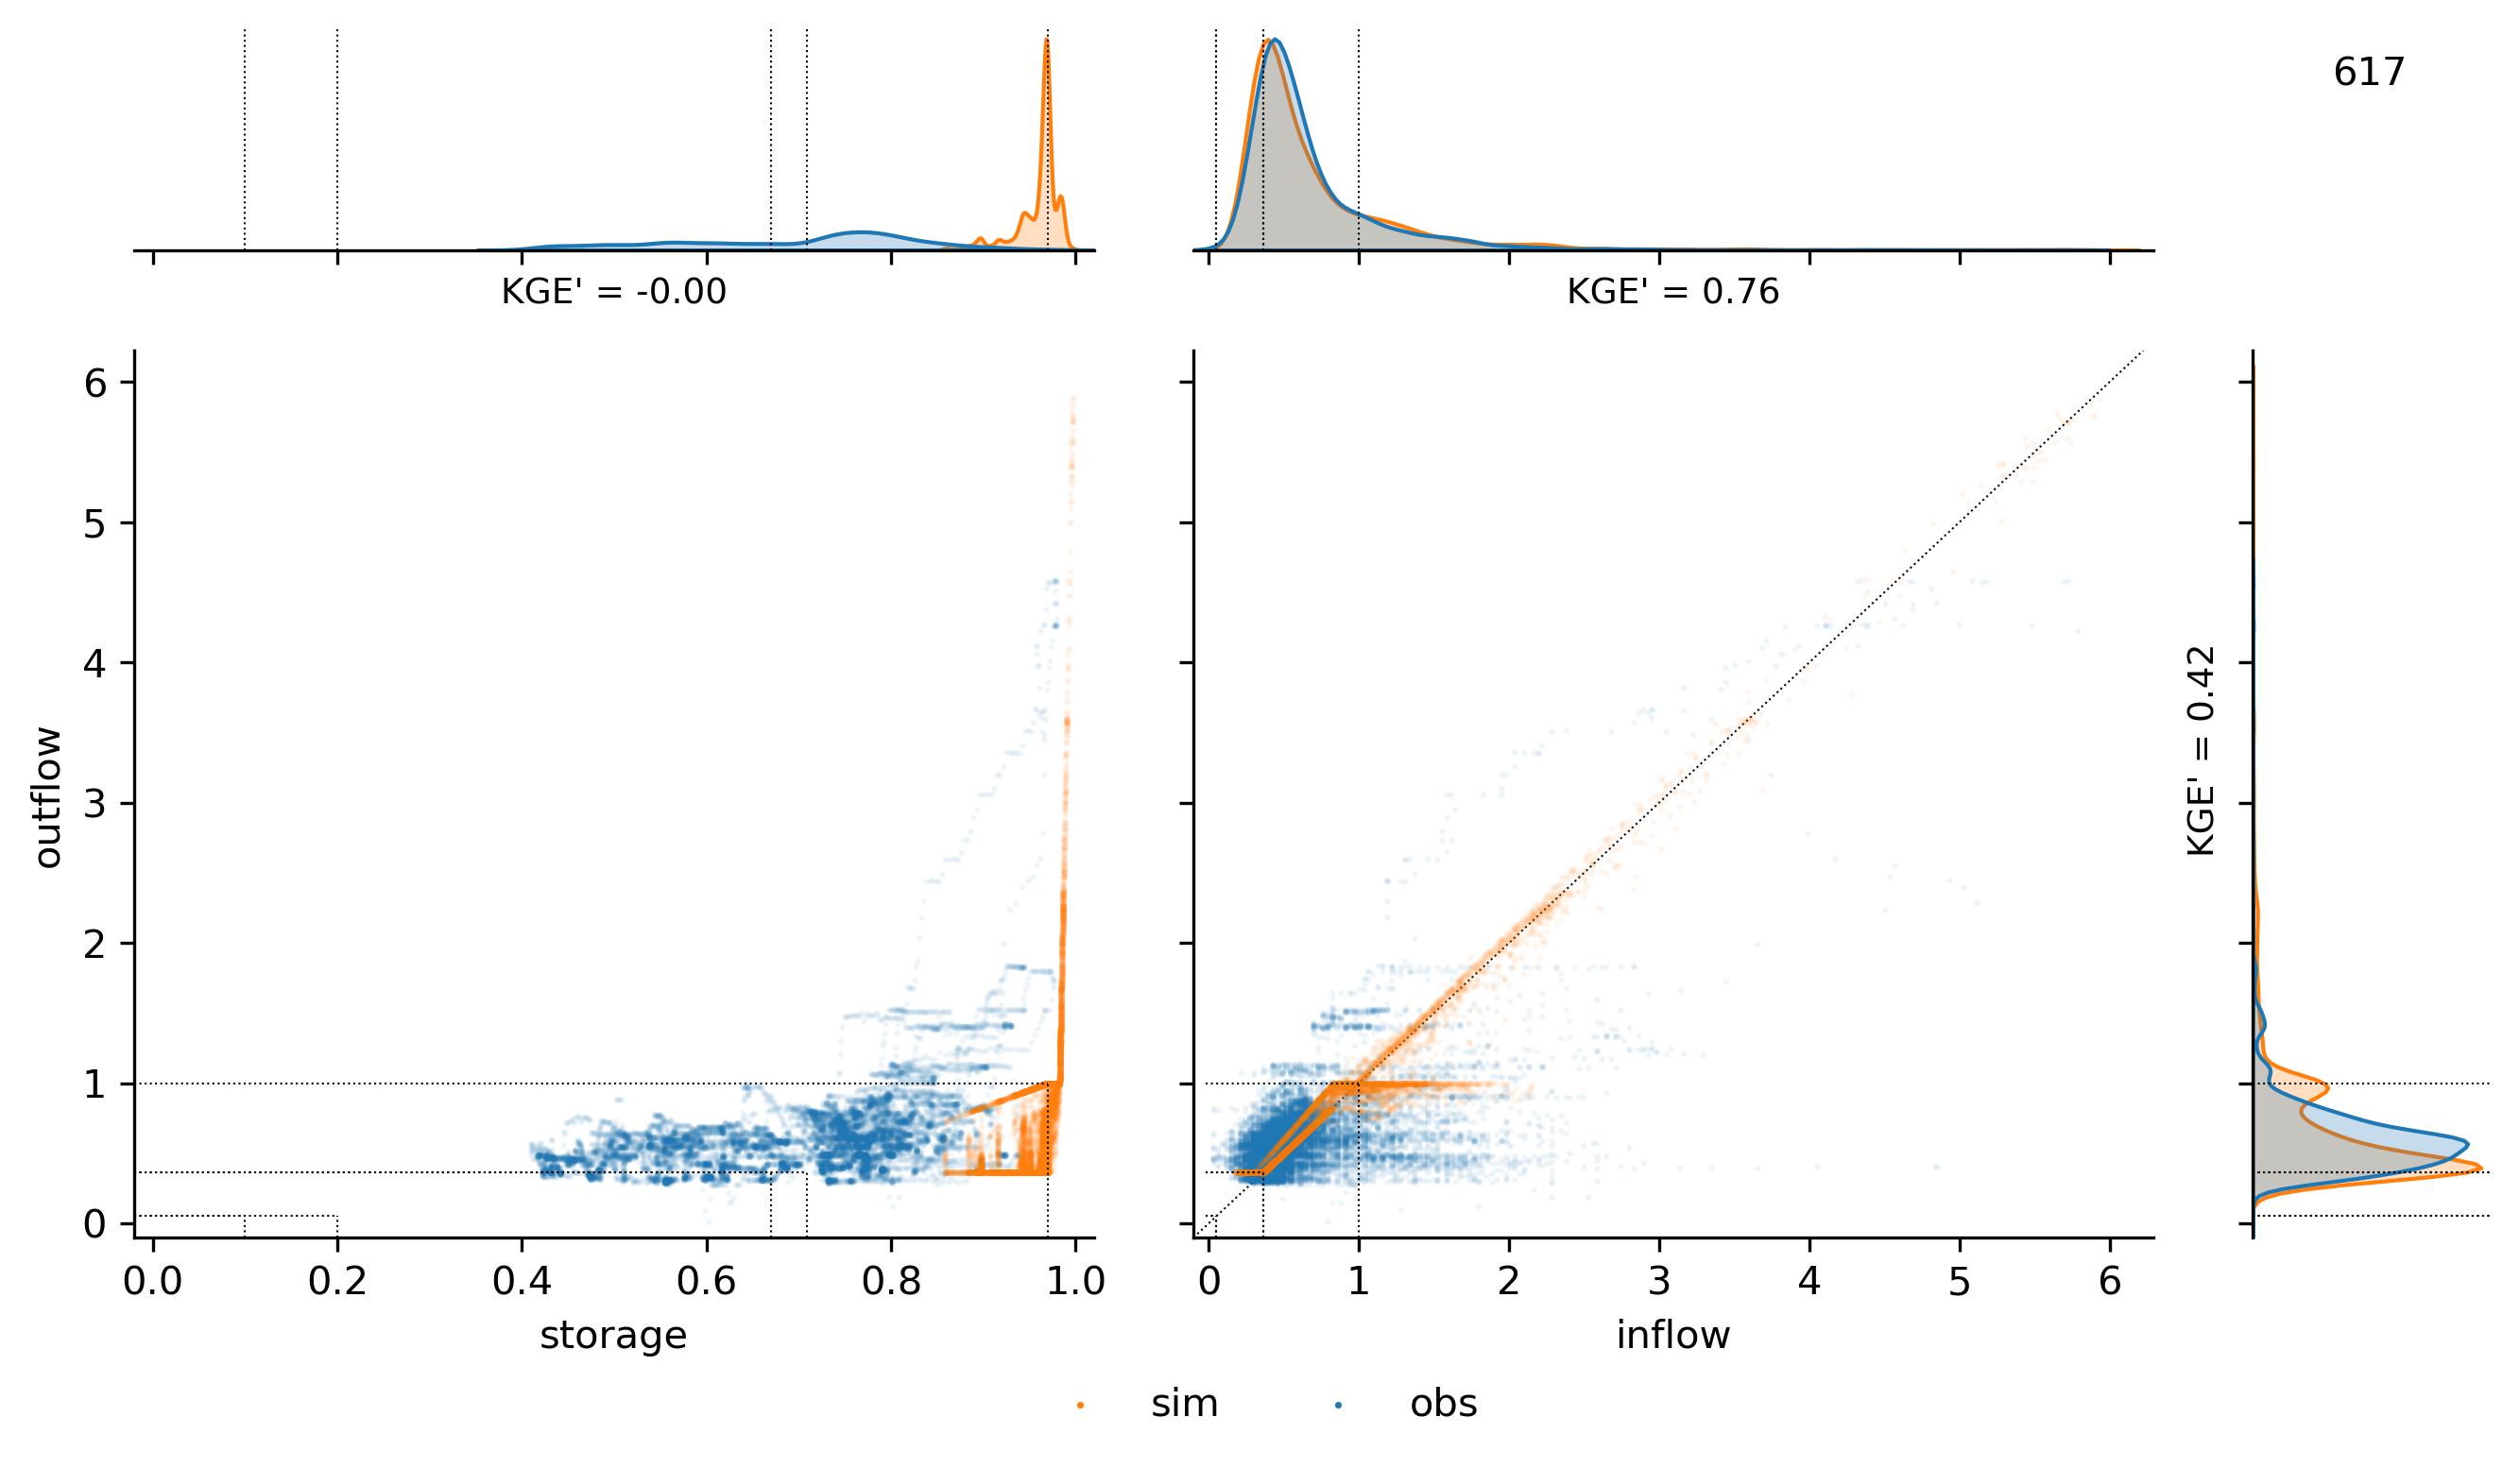 617
KGE' = -0.00
KGE' = 0.76
6
5
4
3
2
1
0
outflow
KGE' = 0.42
0.0 0.2 0.4 0.6 0.8 1.0
0 1 2 3 4 5 6
storage
inflow
sim obs